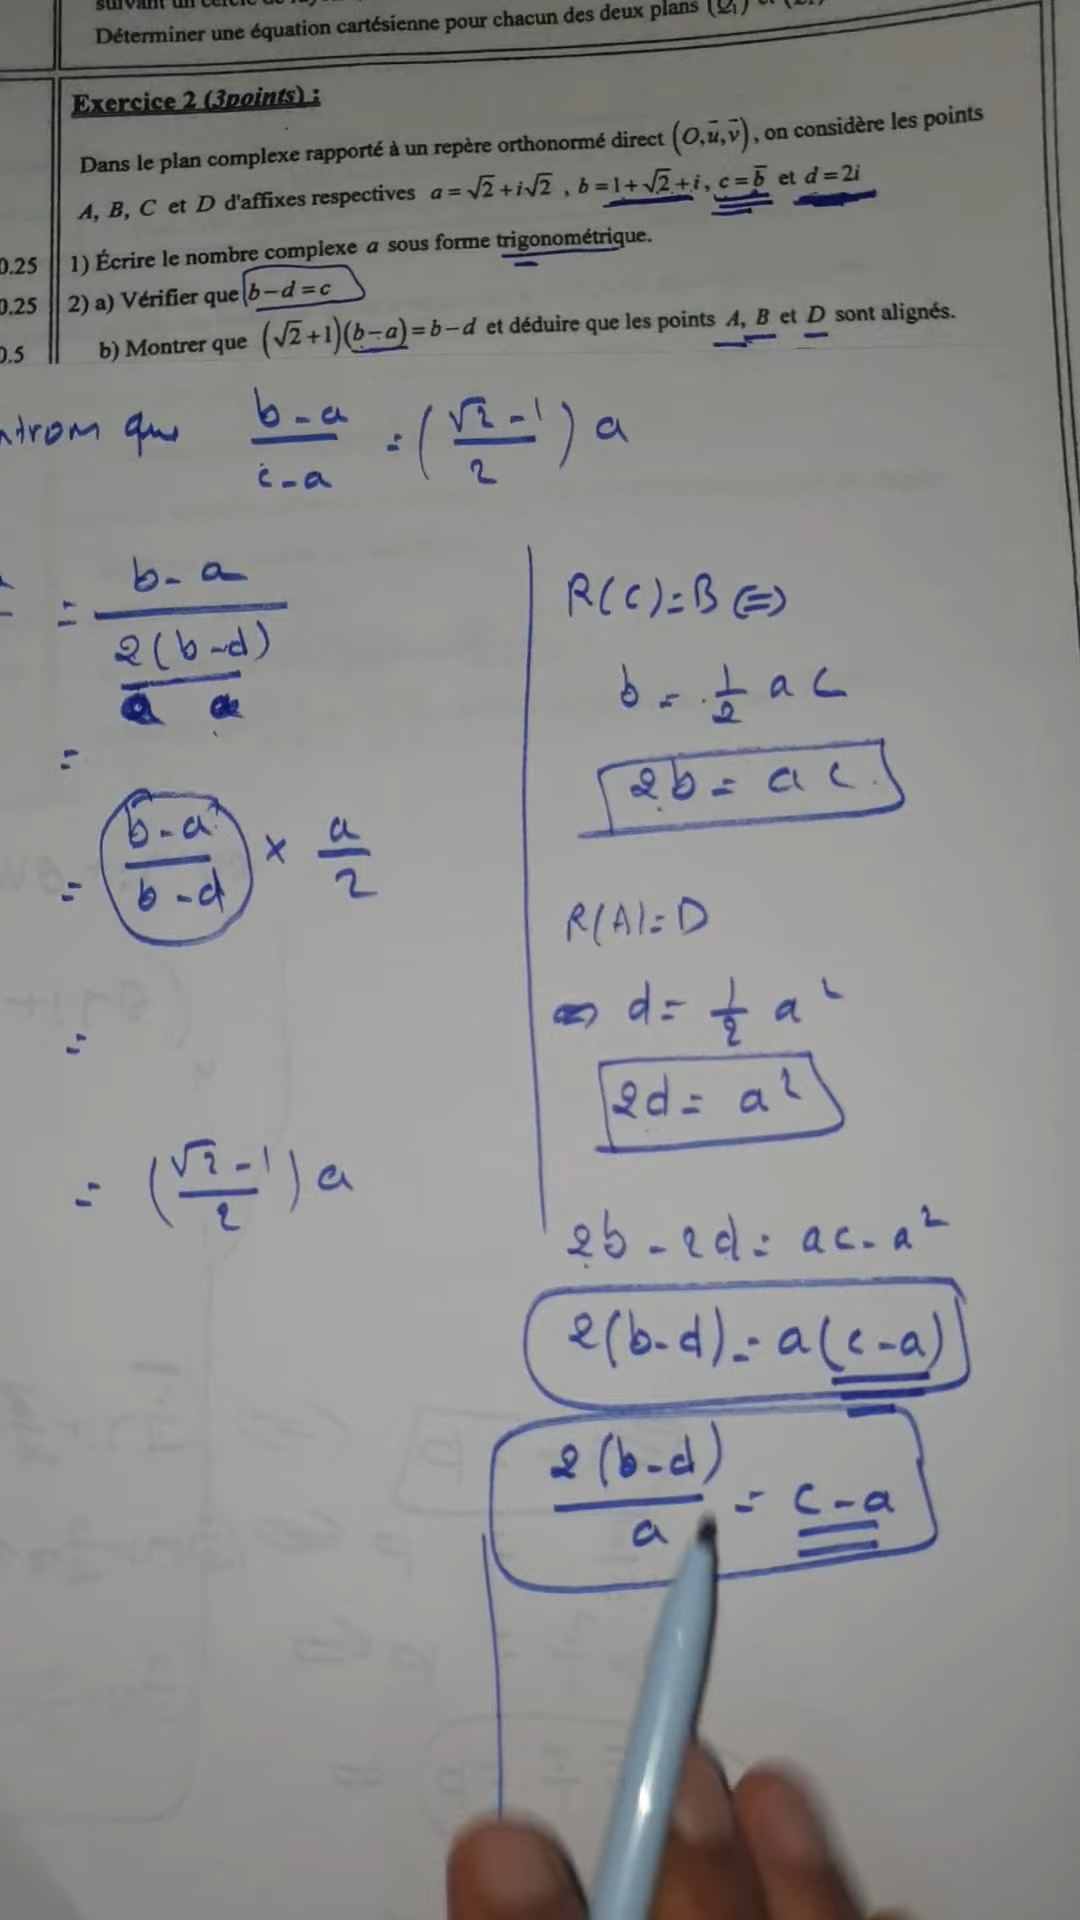 suivant un cercle de
Déterminer une équation cartésienne pour chacun des deux plans
Exercice 2 (3points) :
Dans le plan complexe rapporté à un repère orthonormé direct (O,u⃗,v⃗), on considère les points
A, B, C et D d'affixes respectives a = √2 + i√2 , b = 1+√2 + i, c = b̄ et d = 2i
0.25 1) Écrire le nombre complexe a sous forme trigonométrique.
0.25 2) a) Vérifier que b – d = c
0.5 b) Montrer que (√2 +1)(b – a) = b – d et déduire que les points A, B et D sont alignés.
que (b - a)/(c - a) = ((√2 - 1)/2) a
= (b - a)/(2(b - d)/a)
=
= (b - a)/(b - d) × a/2
=
= ((√2 - 1)/2) a
R(C) = B ⇔
b = 1/2 a c
2b = a c
R(A) = D
⇔ d = 1/2 a²
2d = a²
2b - 2d = ac - a²
2(b - d) = a(c - a)
2(b - d)/a = c - a